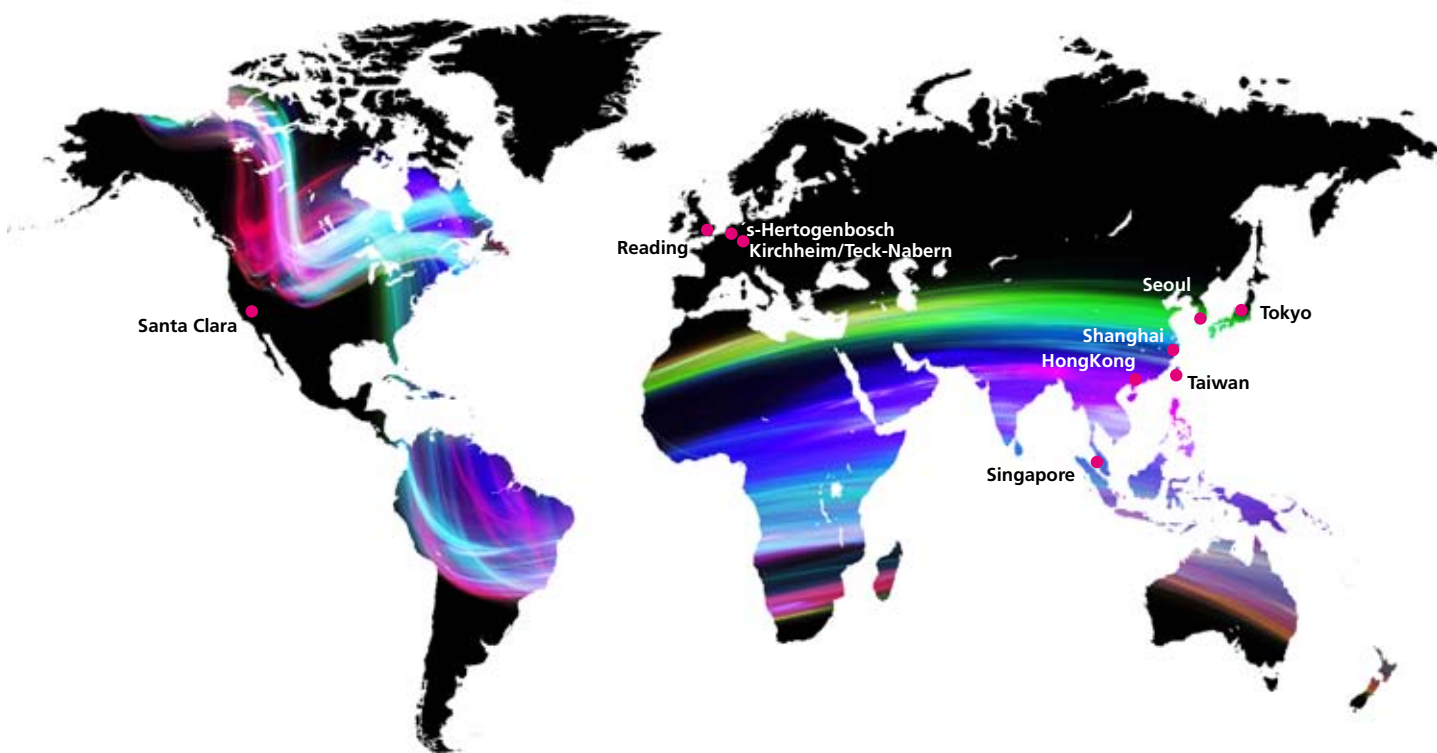 ´s-Hertogenbosch
Reading
Kirchheim/Teck-Nabern
Seoul
Santa Clara
Tokyo
Shanghai
HongKong
Taiwan
Singapore